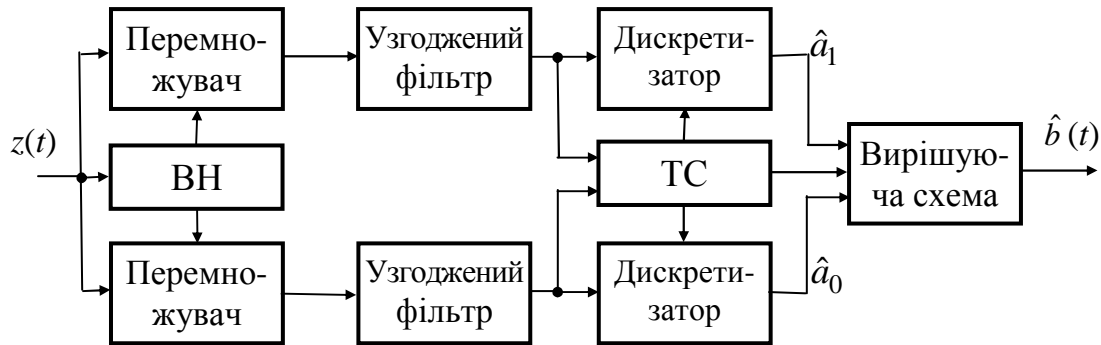 Перемно-
жувач
Узгоджений
фільтр
Дискрети-
затор
â₁
z(t)
ВН
ТС
Вирішую-
ча схема
b̂ (t)
Перемно-
жувач
Узгоджений
фільтр
Дискрети-
затор
â₀